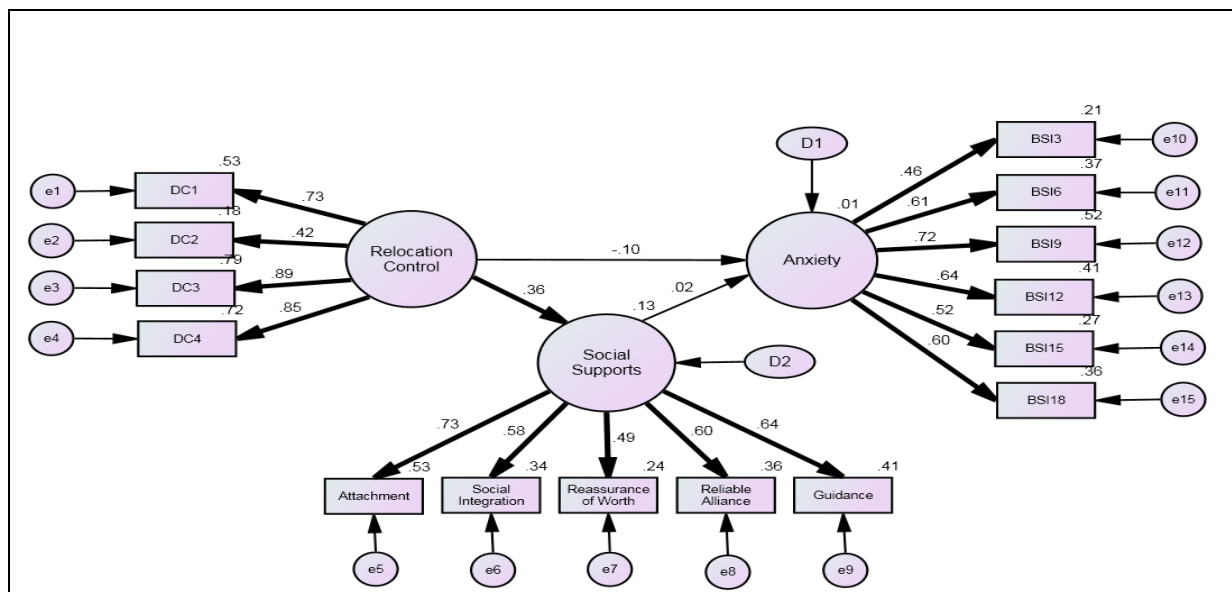 .21
BSI3
e10
D1
.53
.46
.37
e1
DC1
.73
.01
.61
BSI6
e11
.18
.52
e2
DC2
.42
Relocation
Control
-.10
Anxiety
.72
BSI9
e12
.79
.41
e3
DC3
.89
.36
.13
.02
.64
BSI12
e13
.72
.27
e4
DC4
.85
.52
BSI15
e14
Social
Supports
D2
.60
.36
BSI18
e15
.73
.58
.49
.60
.64
.53
.34
.24
.36
.41
Attachment
Social
Integration
Reassurance
of Worth
Reliable
Alliance
Guidance
e5
e6
e7
e8
e9